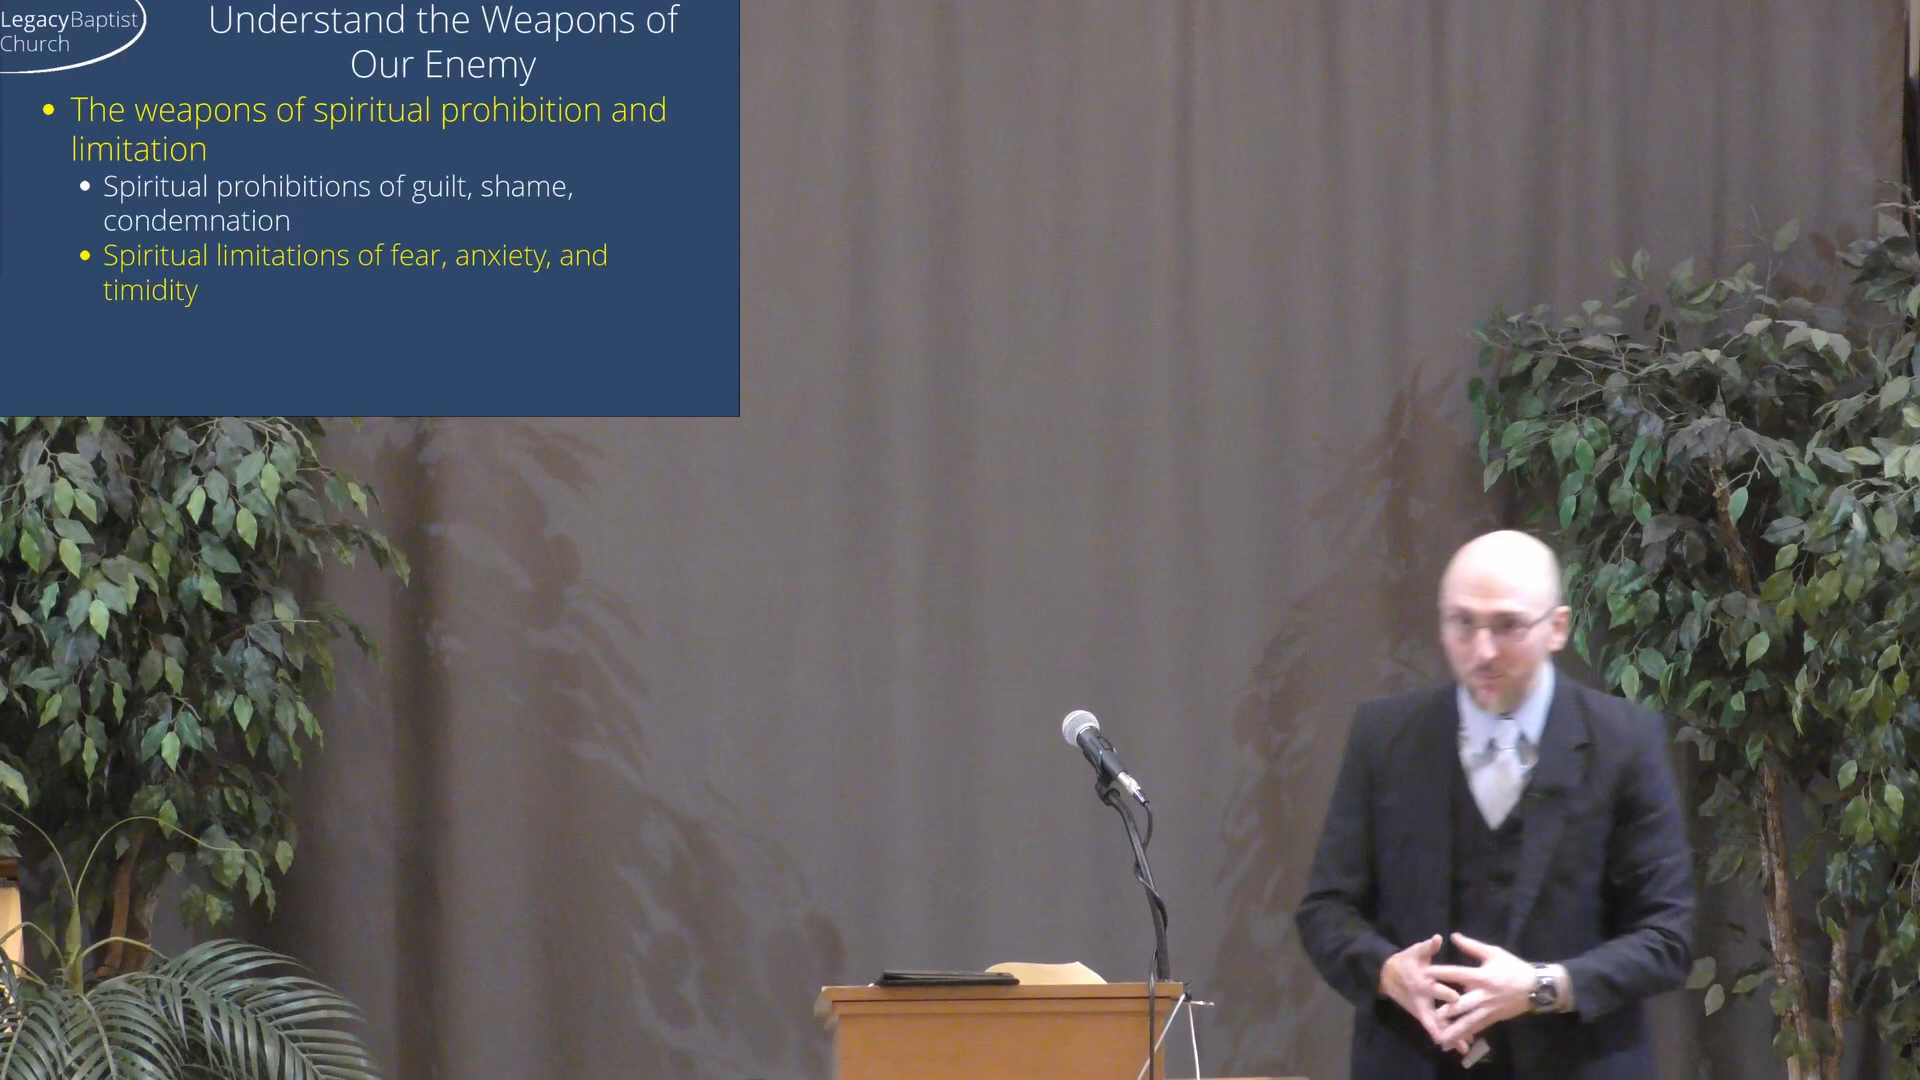 LegacyBaptist
Church
Understand the Weapons of
Our Enemy
• The weapons of spiritual prohibition and
limitation
• Spiritual prohibitions of guilt, shame,
condemnation
• Spiritual limitations of fear, anxiety, and
timidity